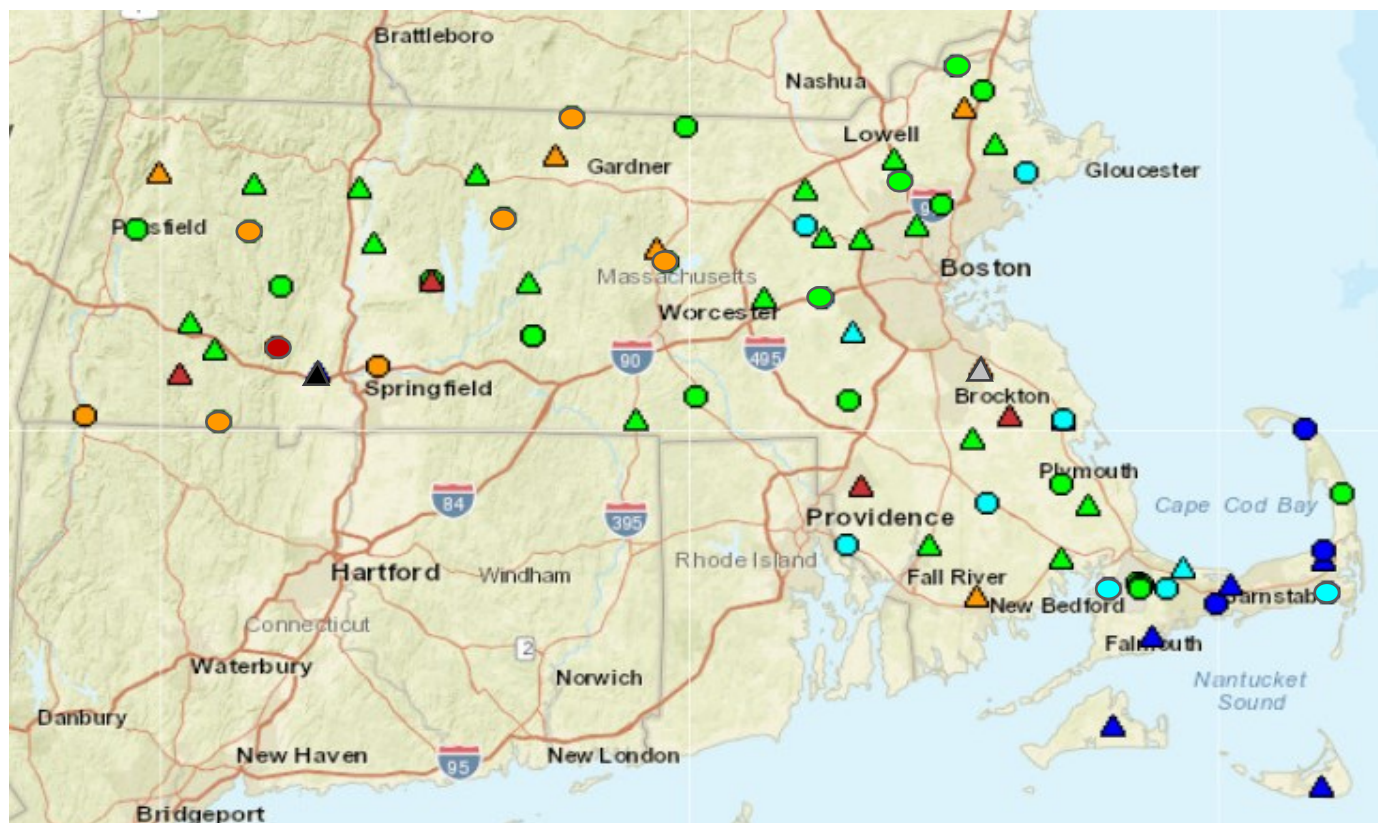 Brattleboro
Nashua
Lowell
Gardner
Gloucester
Pittsfield
9
Boston
Massachusetts
Worcester
90
495
Springfield
Brockton
Plymouth
Cape Cod Bay
84
395
Providence
Rhode Island
Hartford
Windham
Fall River
New Bedford
Barnstable
Connecticut
2
Falmouth
Waterbury
Norwich
Nantucket
Sound
Danbury
New Haven
New London
95
Bridgeport